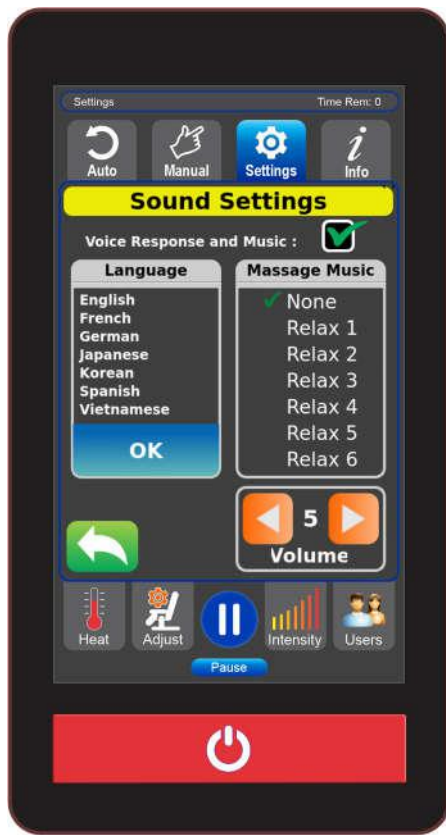 Settings Time Rem: 0
Auto Manual Settings Info
Sound Settings
Voice Response and Music :
Language
English
French
German
Japanese
Korean
Spanish
Vietnamese
OK
Massage Music
None
Relax 1
Relax 2
Relax 3
Relax 4
Relax 5
Relax 6
5
Volume
Heat Adjust Intensity Users
Pause